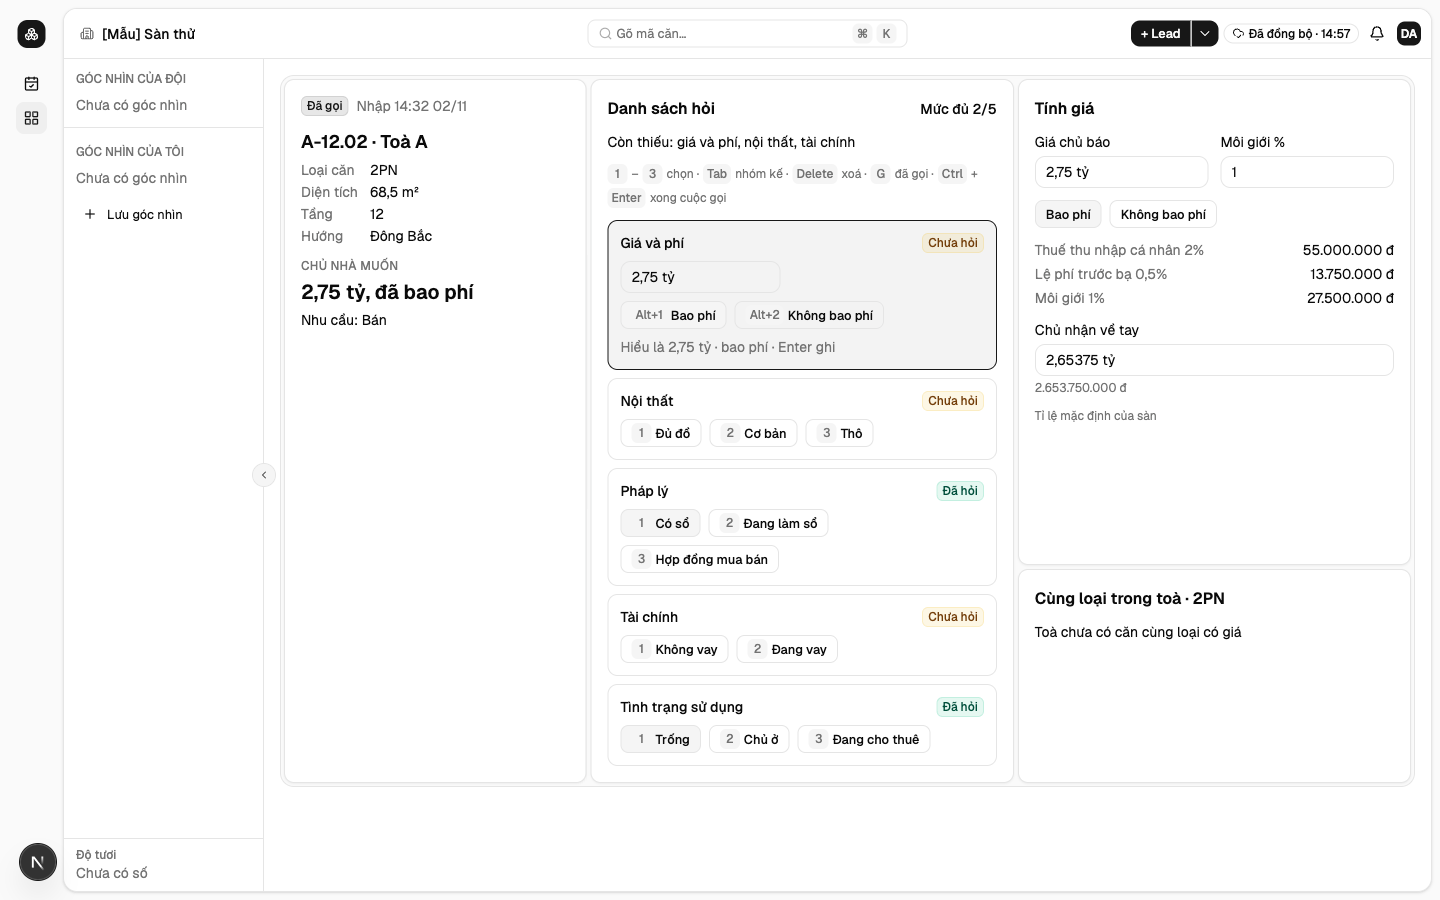 [Mẫu] Sàn thử
Gõ mã căn...
⌘ K
+ Lead
Đã đồng bộ · 14:57
DA
GÓC NHÌN CỦA ĐỘI
Chưa có góc nhìn
GÓC NHÌN CỦA TÔI
Chưa có góc nhìn
+ Lưu góc nhìn
Độ tươi
Chưa có số
N
Đã gọi Nhập 14:32 02/11
A-12.02 · Toà A
Loại căn 2PN
Diện tích 68,5 m²
Tầng 12
Hướng Đông Bắc
CHỦ NHÀ MUỐN
2,75 tỷ, đã bao phí
Nhu cầu: Bán
Danh sách hỏi Mức đủ 2/5
Còn thiếu: giá và phí, nội thất, tài chính
1 – 3 chọn · Tab nhóm kế · Delete xoá · G đã gọi · Ctrl +
Enter xong cuộc gọi
Giá và phí Chưa hỏi
2,75 tỷ
Alt+1 Bao phí Alt+2 Không bao phí
Hiểu là 2,75 tỷ · bao phí · Enter ghi
Nội thất Chưa hỏi
1 Đủ đồ 2 Cơ bản 3 Thô
Pháp lý Đã hỏi
1 Có sổ 2 Đang làm sổ
3 Hợp đồng mua bán
Tài chính Chưa hỏi
1 Không vay 2 Đang vay
Tình trạng sử dụng Đã hỏi
1 Trống 2 Chủ ở 3 Đang cho thuê
Tính giá
Giá chủ báo Môi giới %
2,75 tỷ 1
Bao phí Không bao phí
Thuế thu nhập cá nhân 2% 55.000.000 đ
Lệ phí trước bạ 0,5% 13.750.000 đ
Môi giới 1% 27.500.000 đ
Chủ nhận về tay
2,65375 tỷ
2.653.750.000 đ
Tỉ lệ mặc định của sàn
Cùng loại trong toà · 2PN
Toà chưa có căn cùng loại có giá